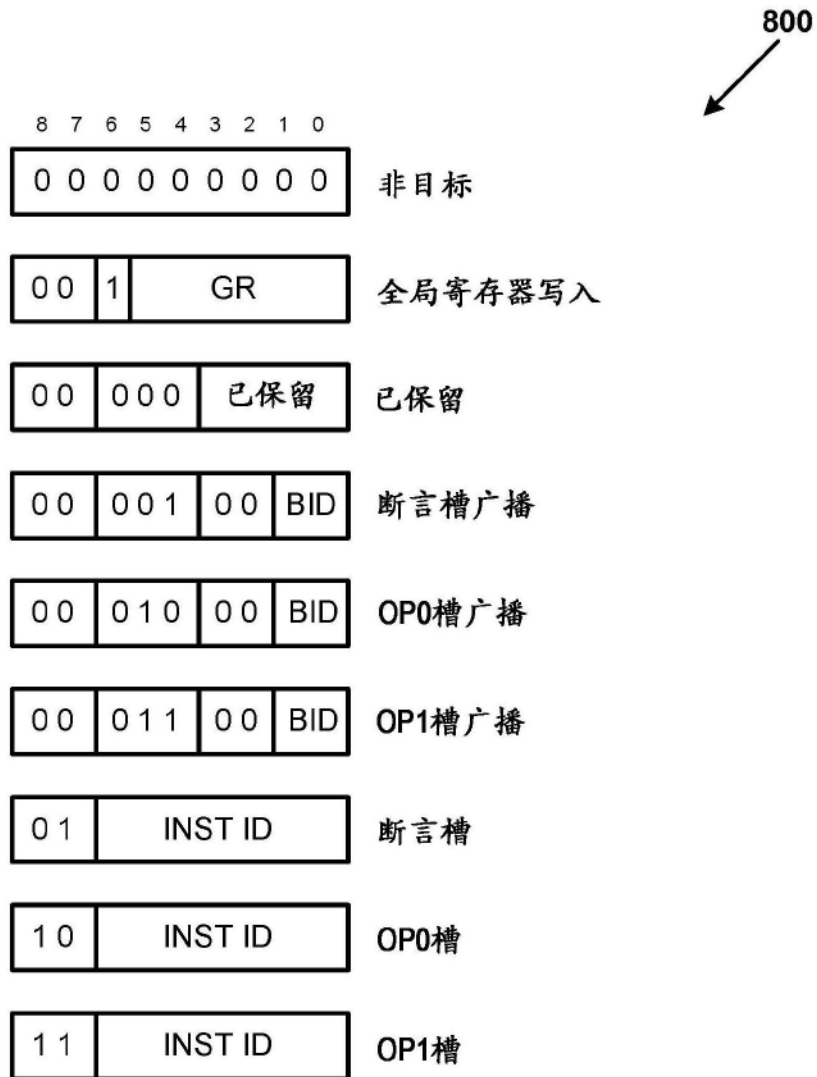 800
8 7 6 5 4 3 2 1 0
0 0 0 0 0 0 0 0 0 非目标
0 0 1 GR 全局寄存器写入
0 0 0 0 0 已保留 已保留
0 0 0 0 1 0 0 BID 断言槽广播
0 0 0 1 0 0 0 BID OP0槽广播
0 0 0 1 1 0 0 BID OP1槽广播
0 1 INST ID 断言槽
1 0 INST ID OP0槽
1 1 INST ID OP1槽